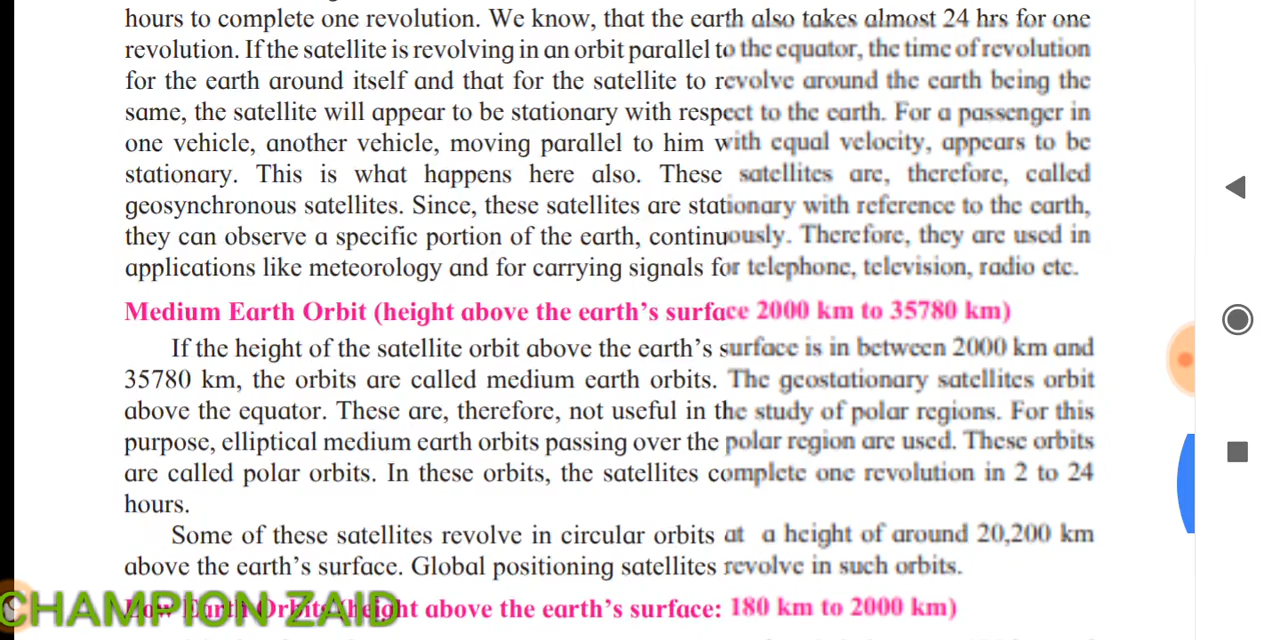 hours to complete one revolution. We know, that the earth also takes almost 24 hrs for one
revolution. If the satellite is revolving in an orbit parallel to the equator, the time of revolution
for the earth around itself and that for the satellite to revolve around the earth being the
same, the satellite will appear to be stationary with respect to the earth. For a passenger in
one vehicle, another vehicle, moving parallel to him with equal velocity, appears to be
stationary. This is what happens here also. These satellites are, therefore, called
geosynchronous satellites. Since, these satellites are stationary with reference to the earth,
they can observe a specific portion of the earth, continuously. Therefore, they are used in
applications like meteorology and for carrying signals for telephone, television, radio etc.
Medium Earth Orbit (height above the earth's surface 2000 km to 35780 km)
If the height of the satellite orbit above the earth's surface is in between 2000 km and
35780 km, the orbits are called medium earth orbits. The geostationary satellites orbit
above the equator. These are, therefore, not useful in the study of polar regions. For this
purpose, elliptical medium earth orbits passing over the polar region are used. These orbits
are called polar orbits. In these orbits, the satellites complete one revolution in 2 to 24
hours.
Some of these satellites revolve in circular orbits at a height of around 20,200 km
above the earth's surface. Global positioning satellites revolve in such orbits.
Low Earth Orbits (height above the earth's surface: 180 km to 2000 km)
CHAMPION ZAID